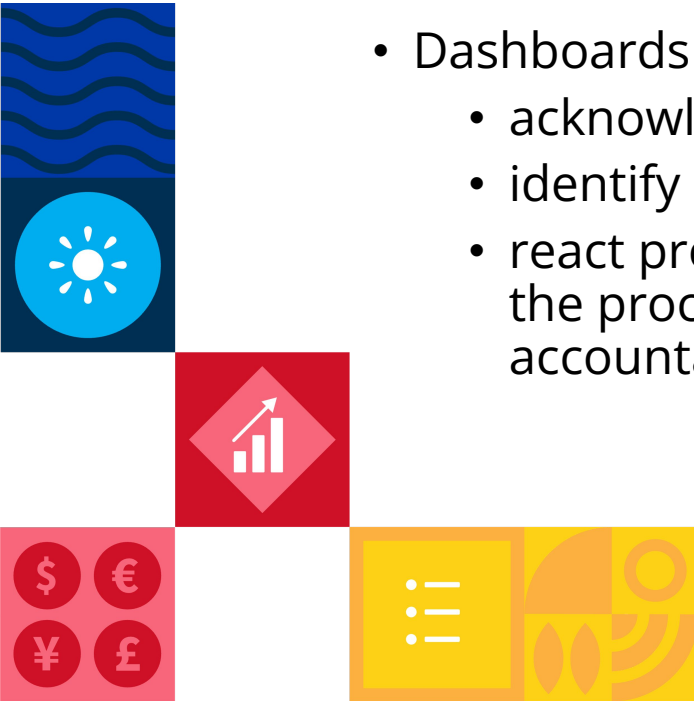 • Dashboards
• acknowl
• identify
• react pro
the proc
accounta
$ €
¥ £